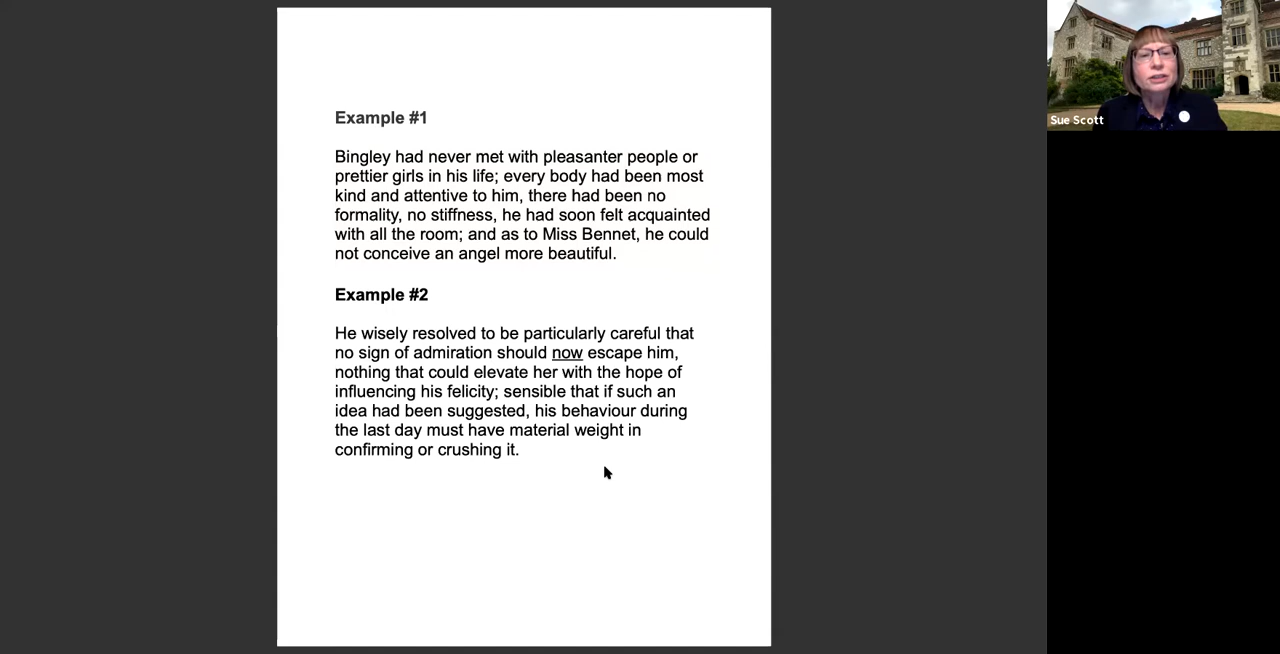 Example #1
Bingley had never met with pleasanter people or
prettier girls in his life; every body had been most
kind and attentive to him, there had been no
formality, no stiffness, he had soon felt acquainted
with all the room; and as to Miss Bennet, he could
not conceive an angel more beautiful.
Example #2
He wisely resolved to be particularly careful that
no sign of admiration should now escape him,
nothing that could elevate her with the hope of
influencing his felicity; sensible that if such an
idea had been suggested, his behaviour during
the last day must have material weight in
confirming or crushing it.
Sue Scott